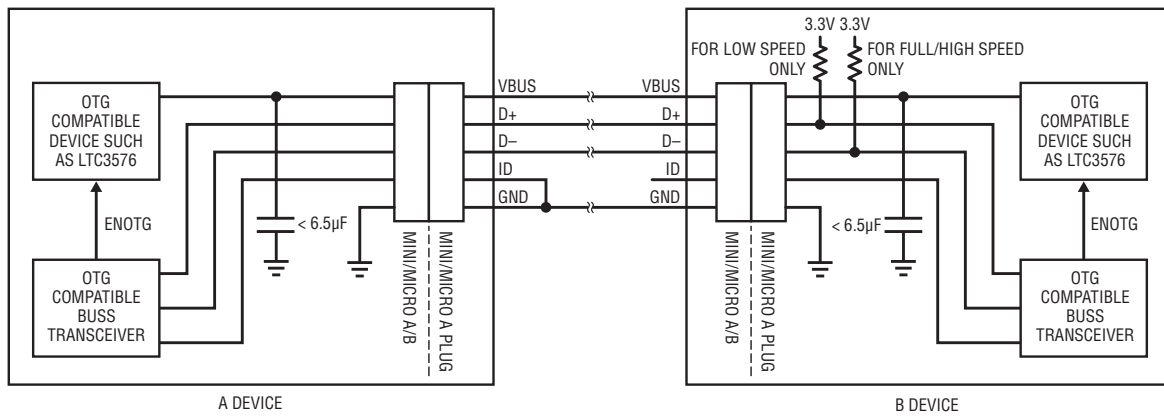 3.3V 3.3V
FOR LOW SPEED
ONLY
FOR FULL/HIGH SPEED
ONLY
OTG
COMPATIBLE
DEVICE SUCH
AS LTC3576
ENOTG
OTG
COMPATIBLE
BUSS
TRANSCEIVER
< 6.5µF
MINI/MICRO A/B
MINI/MICRO A PLUG
VBUS
D+
D–
ID
GND
VBUS
D+
D–
ID
GND
MINI/MICRO A/B
MINI/MICRO A PLUG
< 6.5µF
OTG
COMPATIBLE
DEVICE SUCH
AS LTC3576
ENOTG
OTG
COMPATIBLE
BUSS
TRANSCEIVER
A DEVICE
B DEVICE